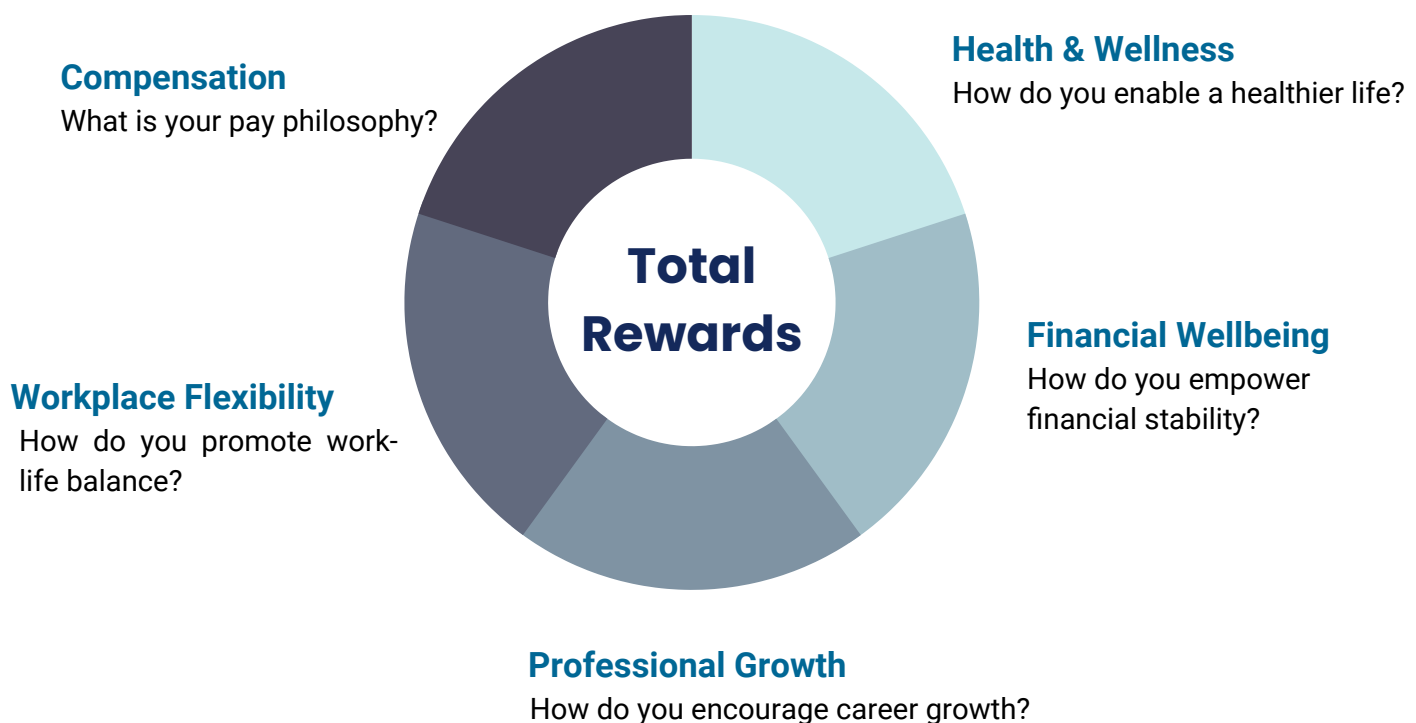 Compensation
What is your pay philosophy?
Health & Wellness
How do you enable a healthier life?
Total
Rewards
Financial Wellbeing
How do you empower
financial stability?
Workplace Flexibility
How do you promote work-
life balance?
Professional Growth
How do you encourage career growth?